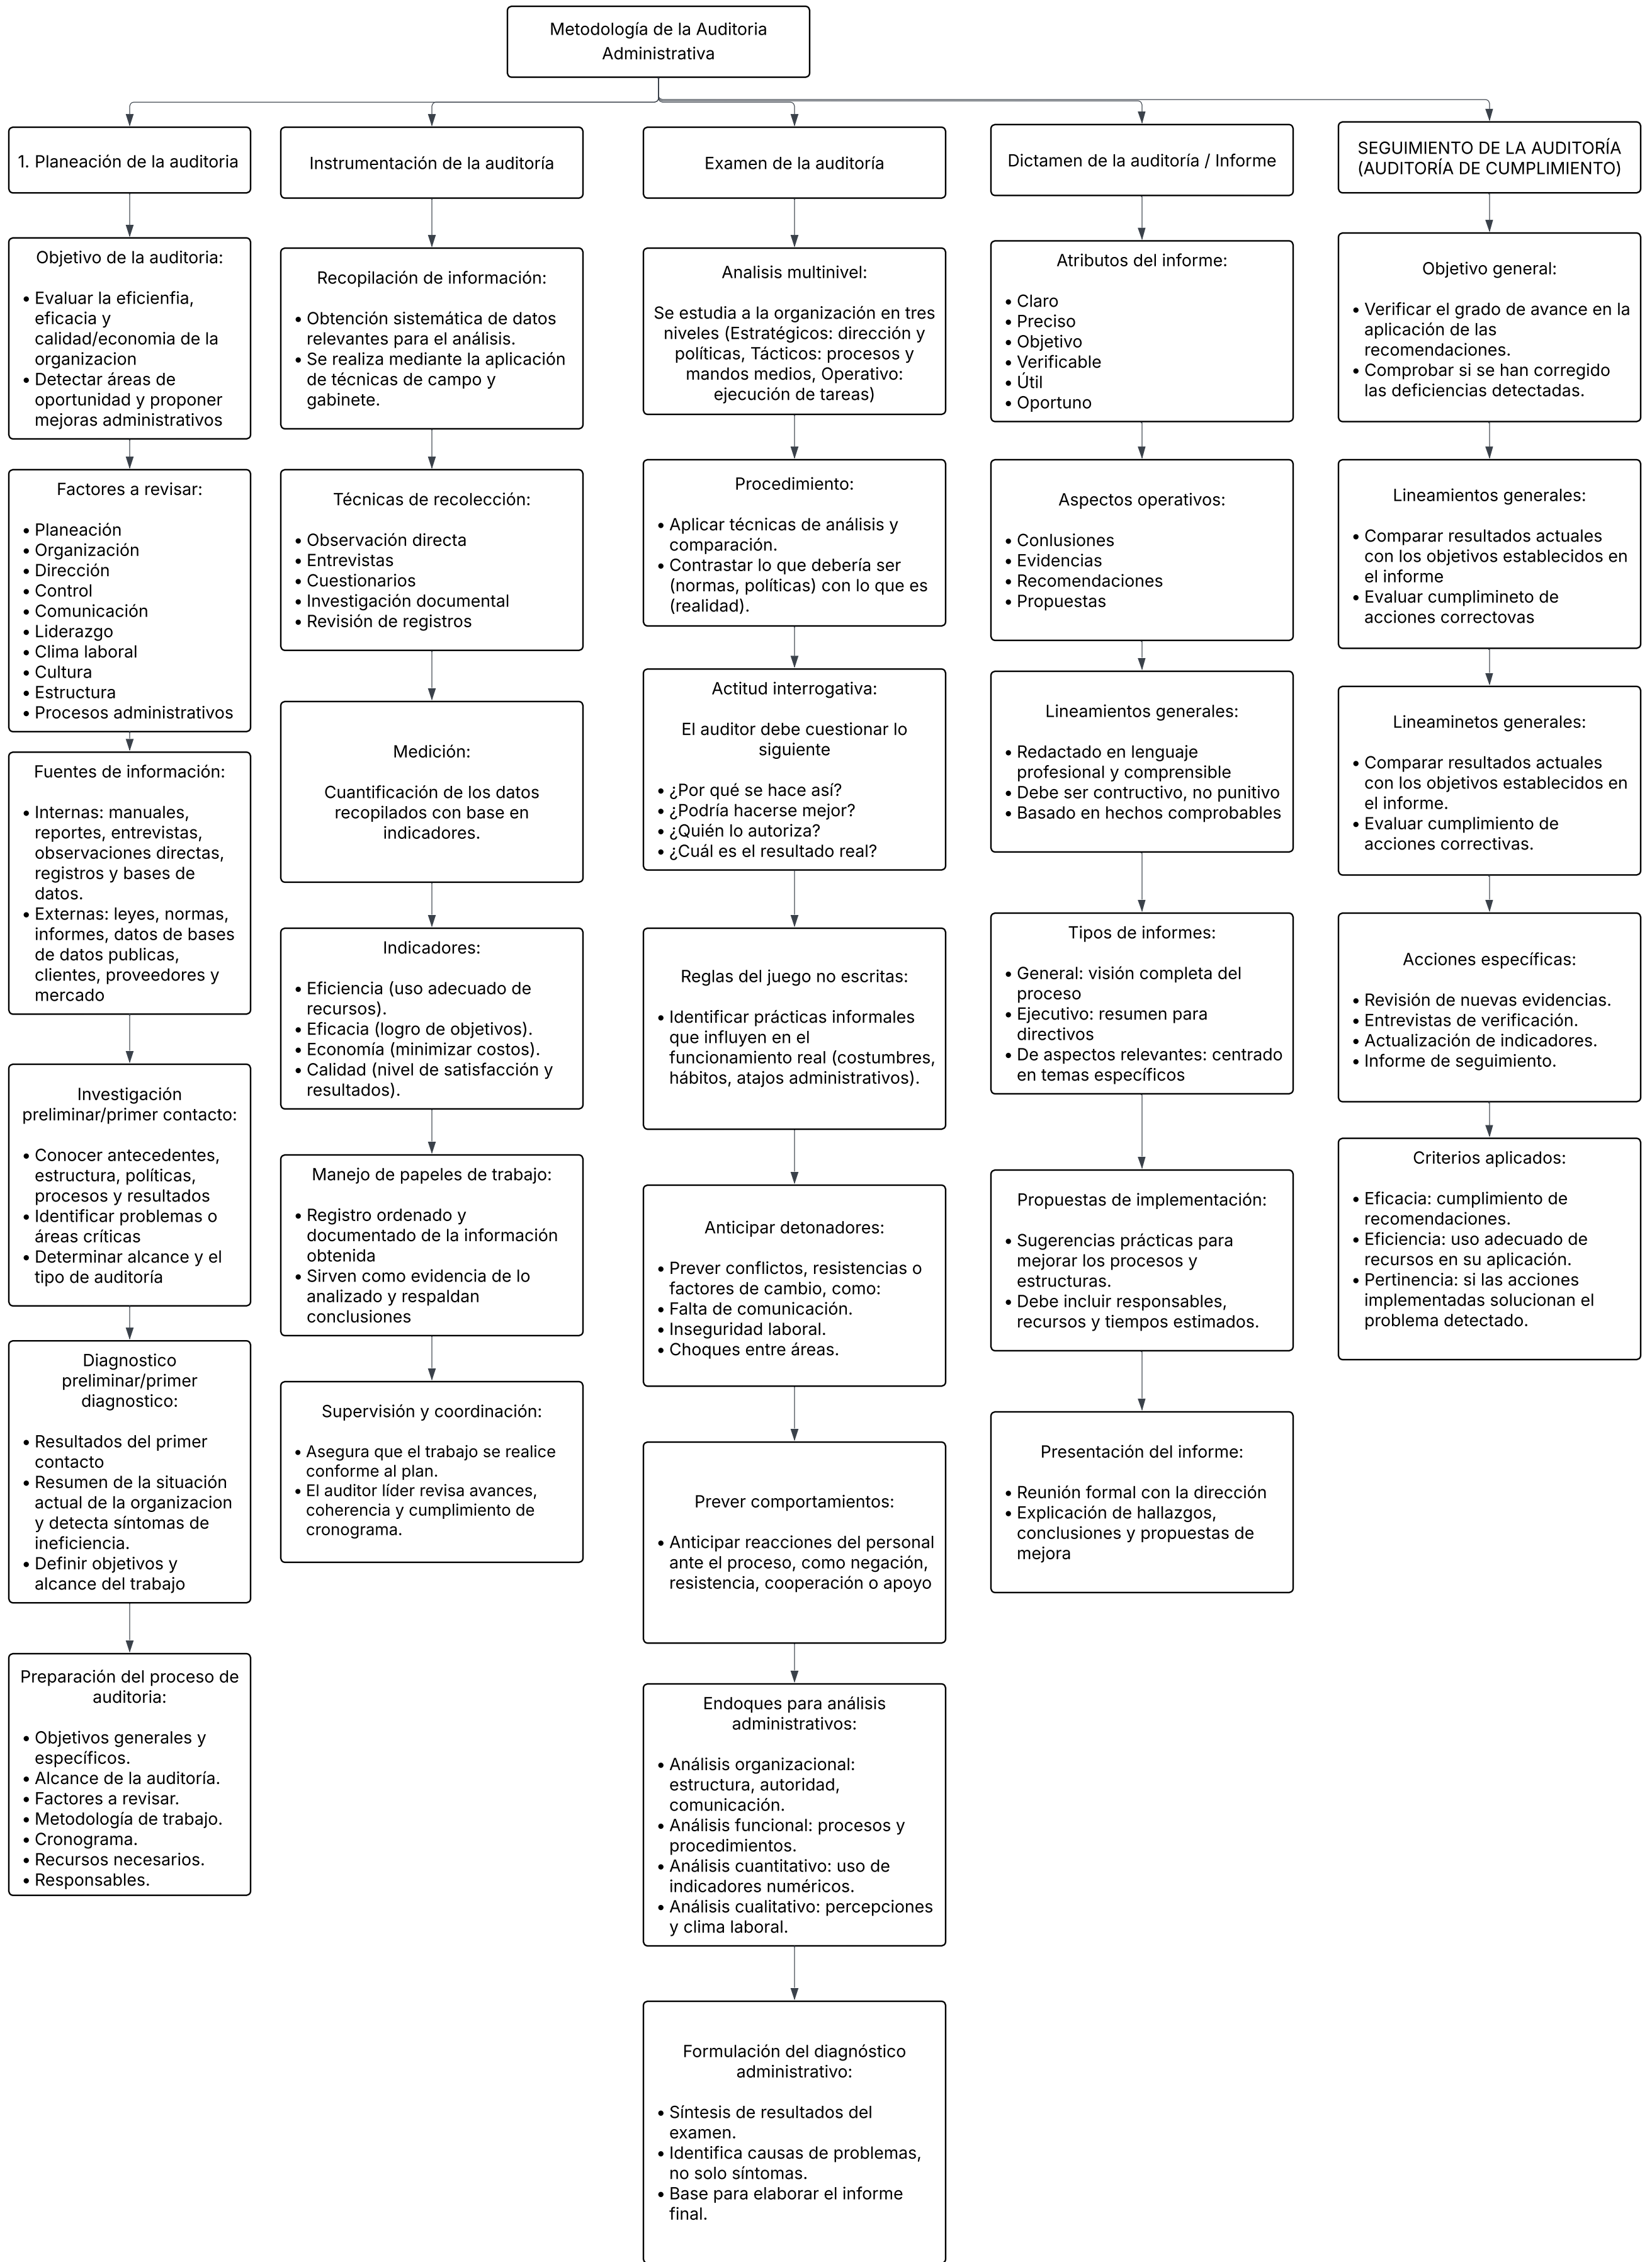 Metodología de la Auditoria
Administrativa
1. Planeación de la auditoria
Objetivo de la auditoria:
• Evaluar la eficienfia,
eficacia y
calidad/economia de la
organizacion
• Detectar áreas de
oportunidad y proponer
mejoras administrativos
Factores a revisar:
• Planeación
• Organización
• Dirección
• Control
• Comunicación
• Liderazgo
• Clima laboral
• Cultura
• Estructura
• Procesos administrativos
Fuentes de información:
• Internas: manuales,
reportes, entrevistas,
observaciones directas,
registros y bases de
datos.
• Externas: leyes, normas,
informes, datos de bases
de datos publicas,
clientes, proveedores y
mercado
Investigación
preliminar/primer contacto:
• Conocer antecedentes,
estructura, políticas,
procesos y resultados
• Identificar problemas o
áreas críticas
• Determinar alcance y el
tipo de auditoría
Diagnostico
preliminar/primer
diagnostico:
• Resultados del primer
contacto
• Resumen de la situación
actual de la organizacion
y detecta síntomas de
ineficiencia.
• Definir objetivos y
alcance del trabajo
Preparación del proceso de
auditoria:
• Objetivos generales y
específicos.
• Alcance de la auditoría.
• Factores a revisar.
• Metodología de trabajo.
• Cronograma.
• Recursos necesarios.
• Responsables.
Instrumentación de la auditoría
Recopilación de información:
• Obtención sistemática de datos
relevantes para el análisis.
• Se realiza mediante la aplicación
de técnicas de campo y
gabinete.
Técnicas de recolección:
• Observación directa
• Entrevistas
• Cuestionarios
• Investigación documental
• Revisión de registros
Medición:
Cuantificación de los datos
recopilados con base en
indicadores.
Indicadores:
• Eficiencia (uso adecuado de
recursos).
• Eficacia (logro de objetivos).
• Economía (minimizar costos).
• Calidad (nivel de satisfacción y
resultados).
Manejo de papeles de trabajo:
• Registro ordenado y
documentado de la información
obtenida
• Sirven como evidencia de lo
analizado y respaldan
conclusiones
Supervisión y coordinación:
• Asegura que el trabajo se realice
conforme al plan.
• El auditor líder revisa avances,
coherencia y cumplimiento de
cronograma.
Examen de la auditoría
Analisis multinivel:
Se estudia a la organización en tres
niveles (Estratégicos: dirección y
políticas, Tácticos: procesos y
mandos medios, Operativo:
ejecución de tareas)
Procedimiento:
• Aplicar técnicas de análisis y
comparación.
• Contrastar lo que debería ser
(normas, políticas) con lo que es
(realidad).
Actitud interrogativa:
El auditor debe cuestionar lo
siguiente
• ¿Por qué se hace así?
• ¿Podría hacerse mejor?
• ¿Quién lo autoriza?
• ¿Cuál es el resultado real?
Reglas del juego no escritas:
• Identificar prácticas informales
que influyen en el
funcionamiento real (costumbres,
hábitos, atajos administrativos).
Anticipar detonadores:
• Prever conflictos, resistencias o
factores de cambio, como:
• Falta de comunicación.
• Inseguridad laboral.
• Choques entre áreas.
Prever comportamientos:
• Anticipar reacciones del personal
ante el proceso, como negación,
resistencia, cooperación o apoyo
Endoques para análisis
administrativos:
• Análisis organizacional:
estructura, autoridad,
comunicación.
• Análisis funcional: procesos y
procedimientos.
• Análisis cuantitativo: uso de
indicadores numéricos.
• Análisis cualitativo: percepciones
y clima laboral.
Formulación del diagnóstico
administrativo:
• Síntesis de resultados del
examen.
• Identifica causas de problemas,
no solo síntomas.
• Base para elaborar el informe
final.
Dictamen de la auditoría / Informe
Atributos del informe:
• Claro
• Preciso
• Objetivo
• Verificable
• Útil
• Oportuno
Aspectos operativos:
• Conlusiones
• Evidencias
• Recomendaciones
• Propuestas
Lineamientos generales:
• Redactado en lenguaje
profesional y comprensible
• Debe ser contructivo, no punitivo
• Basado en hechos comprobables
Tipos de informes:
• General: visión completa del
proceso
• Ejecutivo: resumen para
directivos
• De aspectos relevantes: centrado
en temas específicos
Propuestas de implementación:
• Sugerencias prácticas para
mejorar los procesos y
estructuras.
• Debe incluir responsables,
recursos y tiempos estimados.
Presentación del informe:
• Reunión formal con la dirección
• Explicación de hallazgos,
conclusiones y propuestas de
mejora
SEGUIMIENTO DE LA AUDITORÍA
(AUDITORÍA DE CUMPLIMIENTO)
Objetivo general:
• Verificar el grado de avance en la
aplicación de las
recomendaciones.
• Comprobar si se han corregido
las deficiencias detectadas.
Lineamientos generales:
• Comparar resultados actuales
con los objetivos establecidos en
el informe
• Evaluar cumplimineto de
acciones correctovas
Lineaminetos generales:
• Comparar resultados actuales
con los objetivos establecidos en
el informe.
• Evaluar cumplimiento de
acciones correctivas.
Acciones específicas:
• Revisión de nuevas evidencias.
• Entrevistas de verificación.
• Actualización de indicadores.
• Informe de seguimiento.
Criterios aplicados:
• Eficacia: cumplimiento de
recomendaciones.
• Eficiencia: uso adecuado de
recursos en su aplicación.
• Pertinencia: si las acciones
implementadas solucionan el
problema detectado.